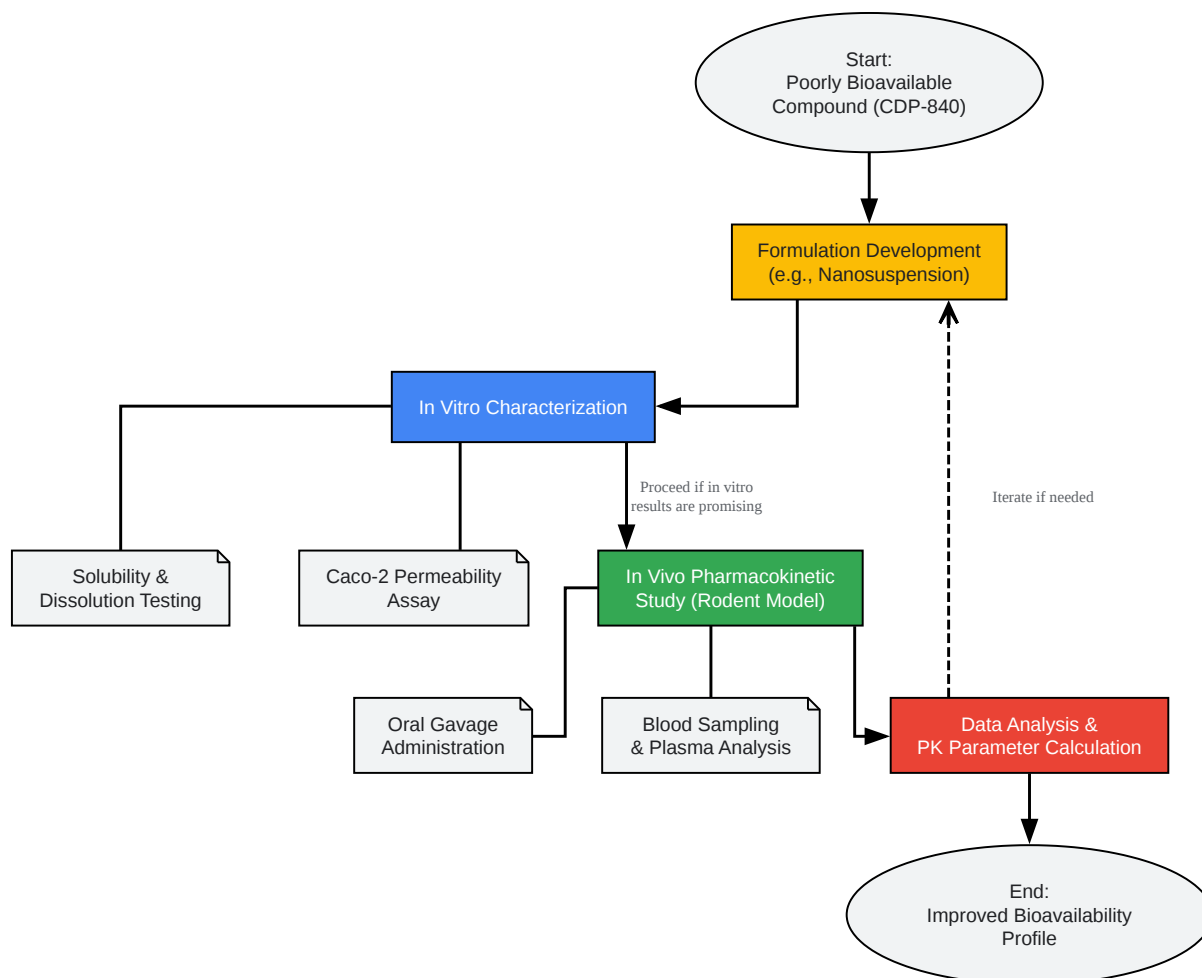 Start:
Poorly Bioavailable
Compound (CDP-840)
Formulation Development
(e.g., Nanosuspension)
In Vitro Characterization
Proceed if in vitro
results are promising
Iterate if needed
Solubility &
Dissolution Testing
Caco-2 Permeability
Assay
In Vivo Pharmacokinetic
Study (Rodent Model)
Oral Gavage
Administration
Blood Sampling
& Plasma Analysis
Data Analysis &
PK Parameter Calculation
End:
Improved Bioavailability
Profile